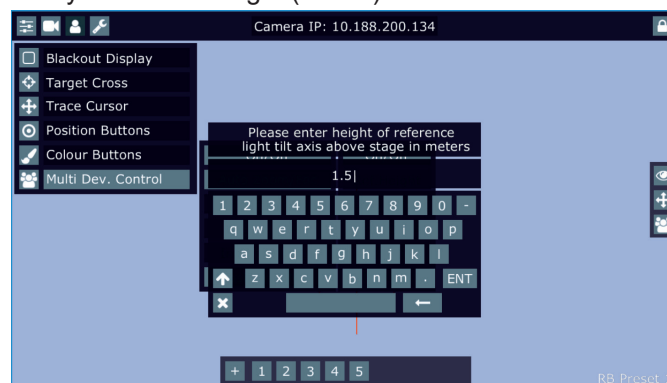 Camera IP: 10.188.200.134
Blackout Display
Target Cross
Trace Cursor
Position Buttons
Colour Buttons
Multi Dev. Control
Please enter height of reference
light tilt axis above stage in meters
1.5|
1 2 3 4 5 6 7 8 9 0 -
q w e r t y u i o p
a s d f g h j k l
z x c v b n m . ENT
+ 1 2 3 4 5
RB Preset